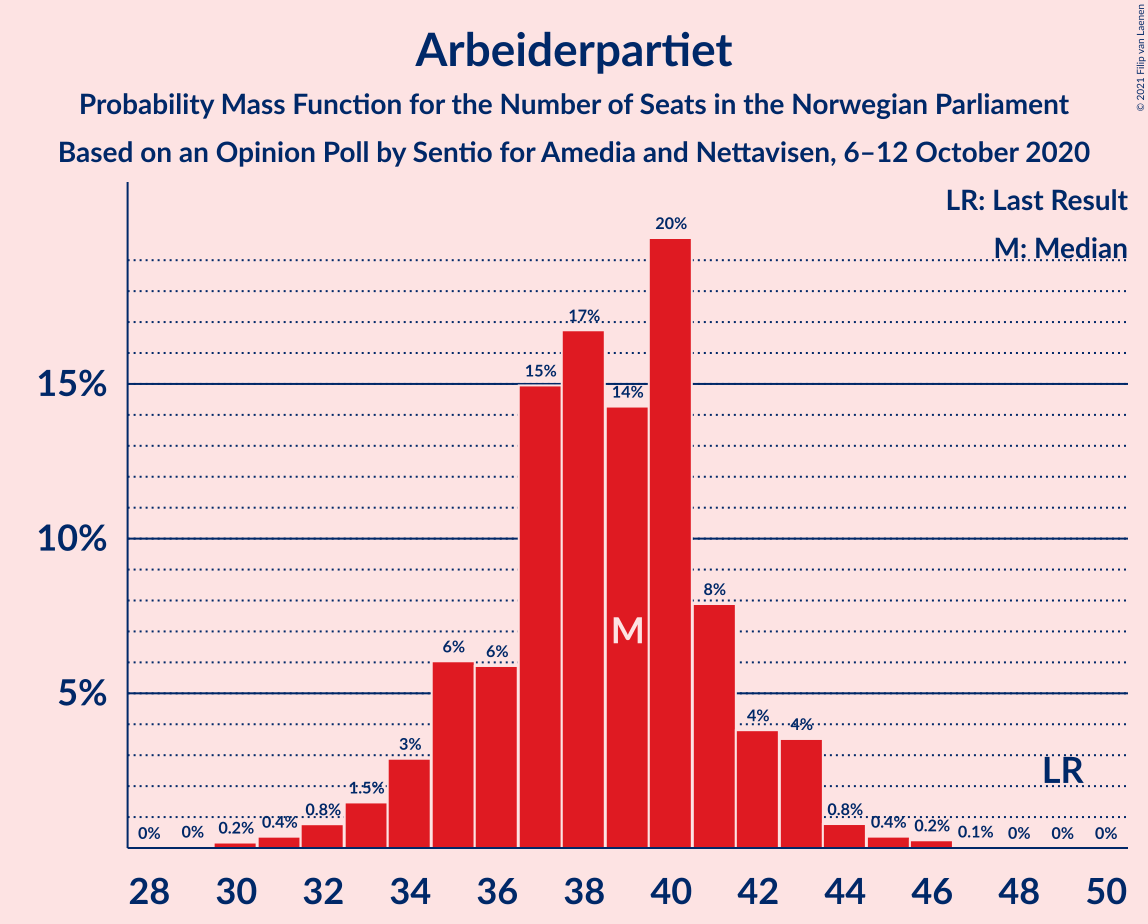 Arbeiderpartiet
Probability Mass Function for the Number of Seats in the Norwegian Parliament
Based on an Opinion Poll by Sentio for Amedia and Nettavisen, 6–12 October 2020
© 2021 Filip van Laenen
LR: Last Result
M: Median
15%
10%
5%
0% 0% 0.2% 0.4% 0.8% 1.5% 3% 6% 6% 15% 17% 14% 20% 8% 4% 4% 0.8% 0.4% 0.2% 0.1% 0% 0% 0%
M
LR
28 30 32 34 36 38 40 42 44 46 48 50